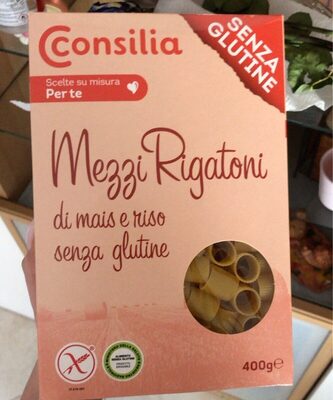 Consilia
SENZA
GLUTINE
Scelte su misura
Per te
Mezzi Rigatoni
di mais e riso
senza glutine
400g℮